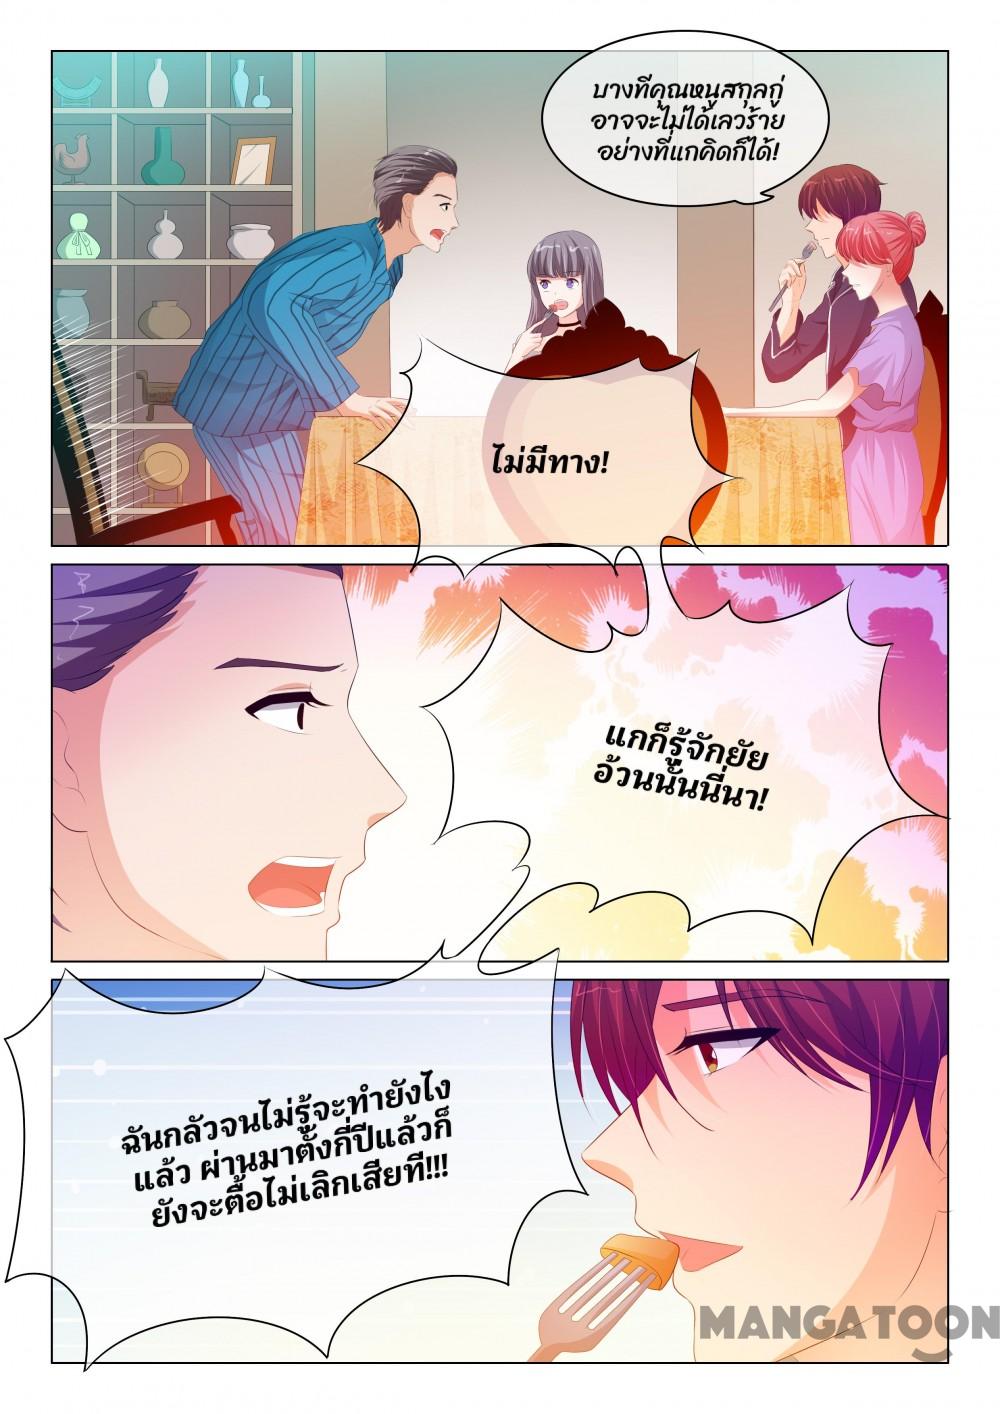 บางทีคุณหนูสกุลกู่
อาจจะไม่ได้เลวร้าย
อย่างที่แกคิดก็ได้!
ไม่มีทาง!
แกก็รู้จักยัย
อ้วนนั่นนี่นา!
ฉันกลัวจนไม่รู้จะทำยังไง
แล้ว ผ่านมาตั้งกี่ปีแล้วก็
ยังจะตื้อไม่เลิกเสียที!!!
MANGATOON